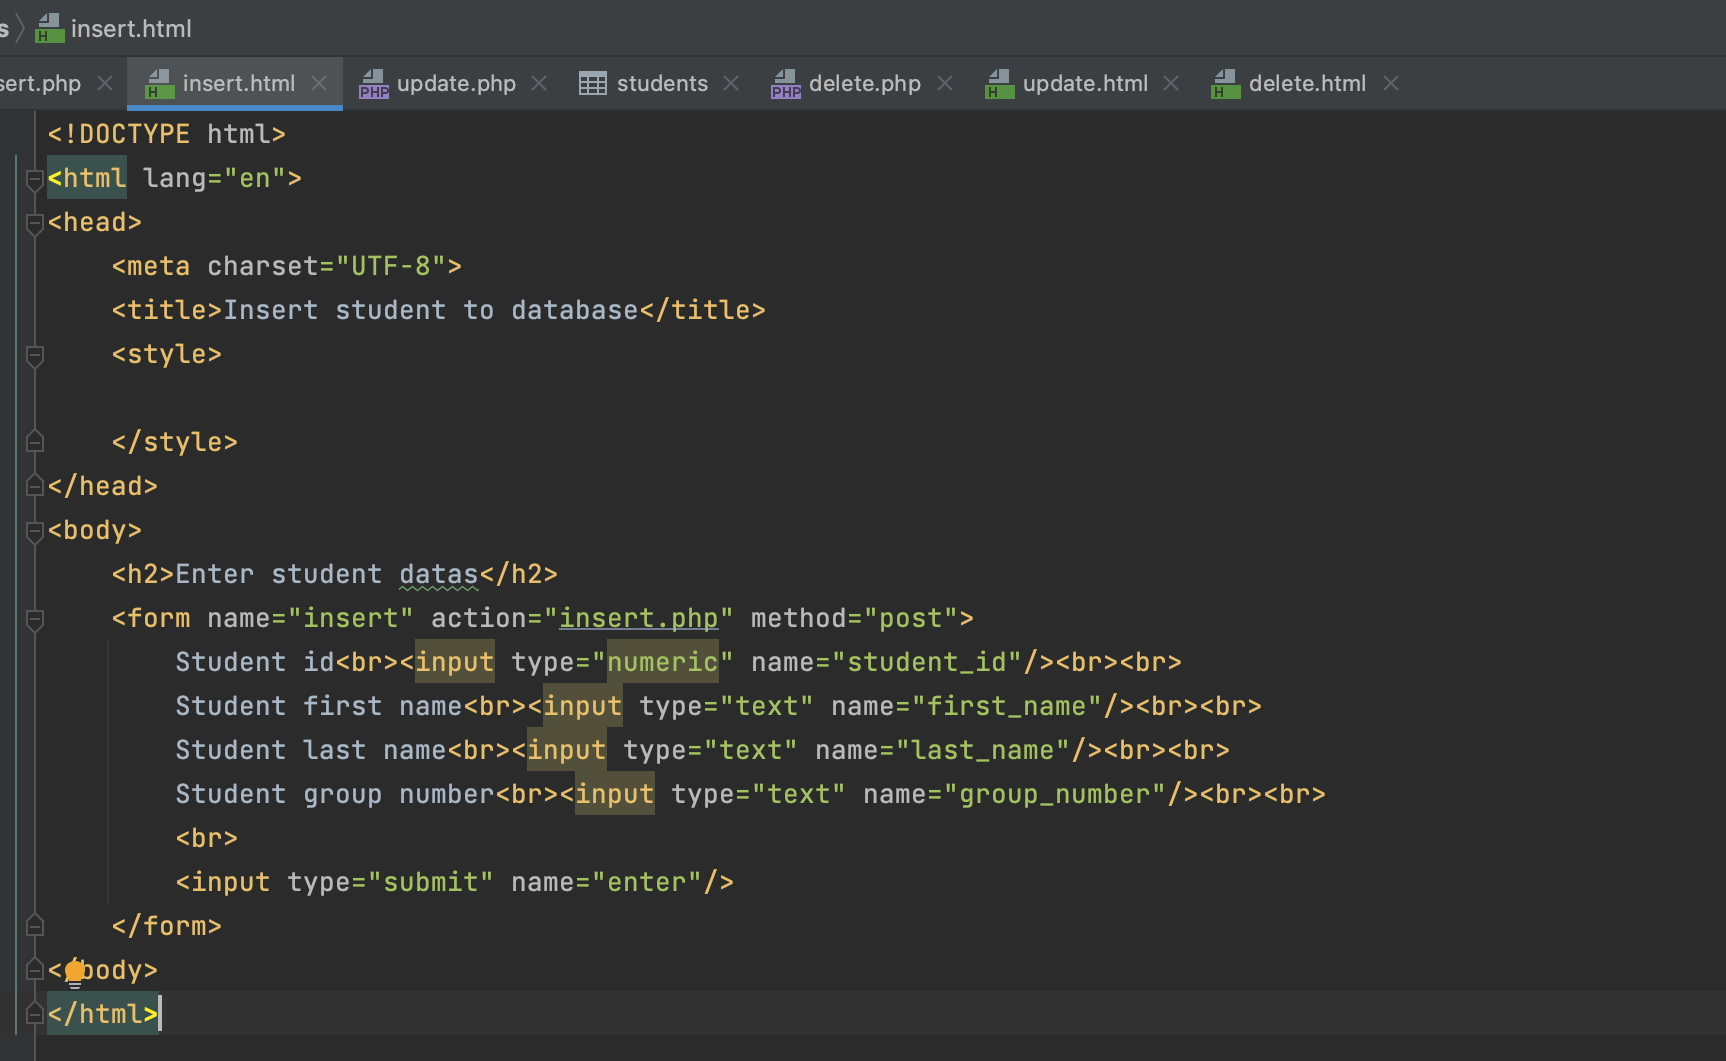 s insert.html
sert.php insert.html update.php students delete.php update.html delete.html
<!DOCTYPE html>
<html lang="en">
<head>
    <meta charset="UTF-8">
    <title>Insert student to database</title>
    <style>
    </style>
</head>
<body>
    <h2>Enter student datas</h2>
    <form name="insert" action="insert.php" method="post">
        Student id<br><input type="numeric" name="student_id"/><br><br>
        Student first name<br><input type="text" name="first_name"/><br><br>
        Student last name<br><input type="text" name="last_name"/><br><br>
        Student group number<br><input type="text" name="group_number"/><br><br>
        <br>
        <input type="submit" name="enter"/>
    </form>
</body>
</html>